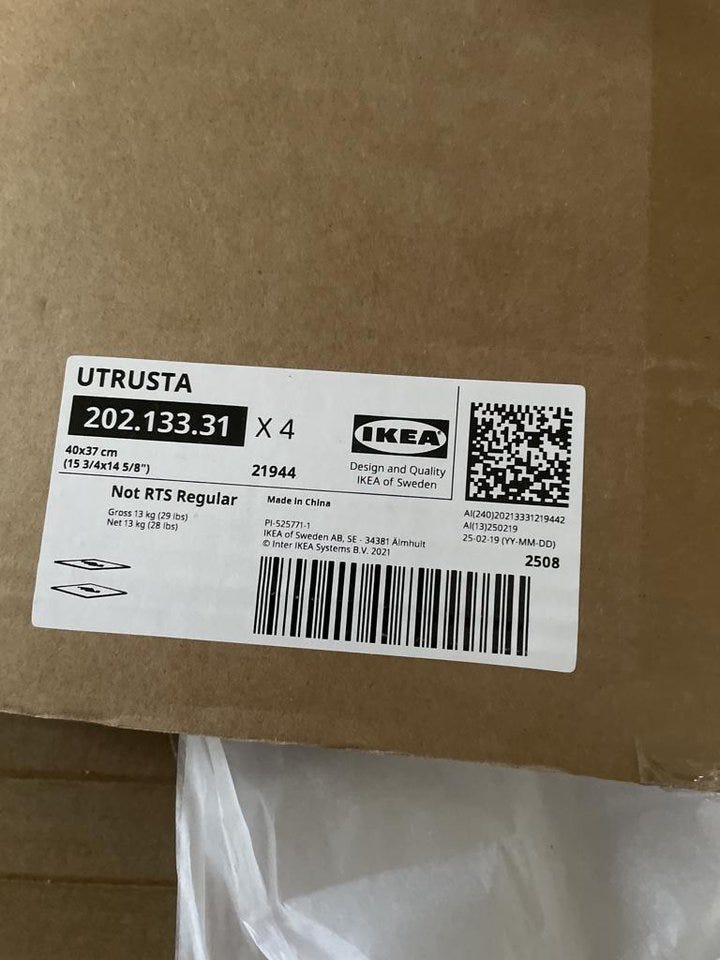 UTRUSTA
202.133.31 X 4
IKEA
40x37 cm
(15 3/4x14 5/8")
21944
Design and Quality
IKEA of Sweden
Not RTS Regular
Gross 13 kg (29 lbs)
Net 13 kg (28 lbs)
Made in China
PI-525771-1
IKEA of Sweden AB, SE - 34381 Älmhult
© Inter IKEA Systems B.V. 2021
AI(240)20213331219442
AI(13)250219
25-02-19 (YY-MM-DD)
2508